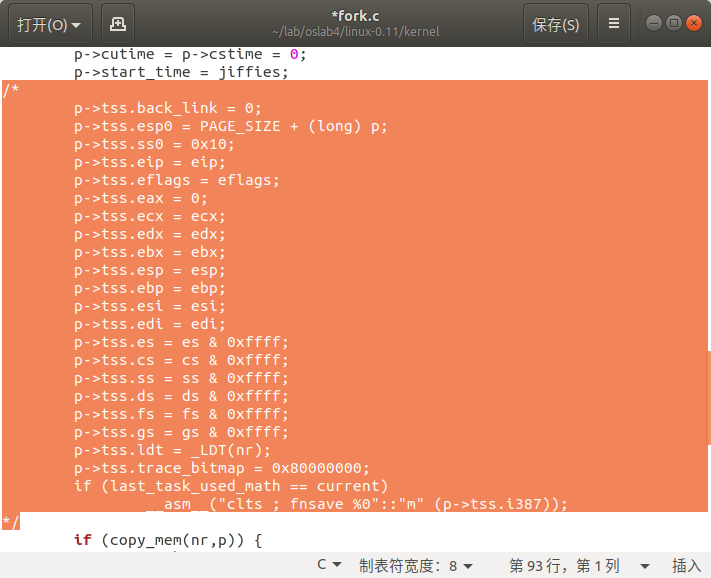 打开(O)
*fork.c
~/lab/oslab4/linux-0.11/kernel
保存(S)
p->cutime = p->cstime = 0;
p->start_time = jiffies;
/*
p->tss.back_link = 0;
p->tss.esp0 = PAGE_SIZE + (long) p;
p->tss.ss0 = 0x10;
p->tss.eip = eip;
p->tss.eflags = eflags;
p->tss.eax = 0;
p->tss.ecx = ecx;
p->tss.edx = edx;
p->tss.ebx = ebx;
p->tss.esp = esp;
p->tss.ebp = ebp;
p->tss.esi = esi;
p->tss.edi = edi;
p->tss.es = es & 0xffff;
p->tss.cs = cs & 0xffff;
p->tss.ss = ss & 0xffff;
p->tss.ds = ds & 0xffff;
p->tss.fs = fs & 0xffff;
p->tss.gs = gs & 0xffff;
p->tss.ldt = _LDT(nr);
p->tss.trace_bitmap = 0x80000000;
if (last_task_used_math == current)
__asm__("clts ; fnsave %0"::"m" (p->tss.i387));
*/
if (copy_mem(nr,p)) {
C
制表符宽度：8
第 93 行，第 1 列
插入